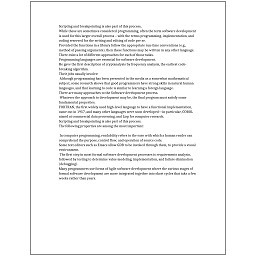 Scripting and breakpointing is also part of this process.
While these are sometimes considered programming, often the term software development
is used for this larger overall process – with the terms programming, implementation, and
coding reserved for the writing and editing of code per se.
Provided the functions in a library follow the appropriate run-time conventions (e.g.,
method of passing arguments), then these functions may be written in any other language.
There exist a lot of different approaches for each of those tasks.
Programming languages are essential for software development.
He gave the first description of cryptanalysis by frequency analysis, the earliest code-
breaking algorithm.
Their jobs usually involve:
Although programming has been presented in the media as a somewhat mathematical
subject, some research shows that good programmers have strong skills in natural human
languages, and that learning to code is similar to learning a foreign language.
There are many approaches to the Software development process.
Whatever the approach to development may be, the final program must satisfy some
fundamental properties.
FORTRAN, the first widely used high-level language to have a functional implementation,
came out in 1957, and many other languages were soon developed—in particular, COBOL
aimed at commercial data processing, and Lisp for computer research.
Scripting and breakpointing is also part of this process.
The following properties are among the most important:
In computer programming, readability refers to the ease with which a human reader can
comprehend the purpose, control flow, and operation of source code.
Some text editors such as Emacs allow GDB to be invoked through them, to provide a visual
environment.
The first step in most formal software development processes is requirements analysis,
followed by testing to determine value modeling, implementation, and failure elimination
(debugging).
Many programmers use forms of Agile software development where the various stages of
formal software development are more integrated together into short cycles that take a few
weeks rather than years.